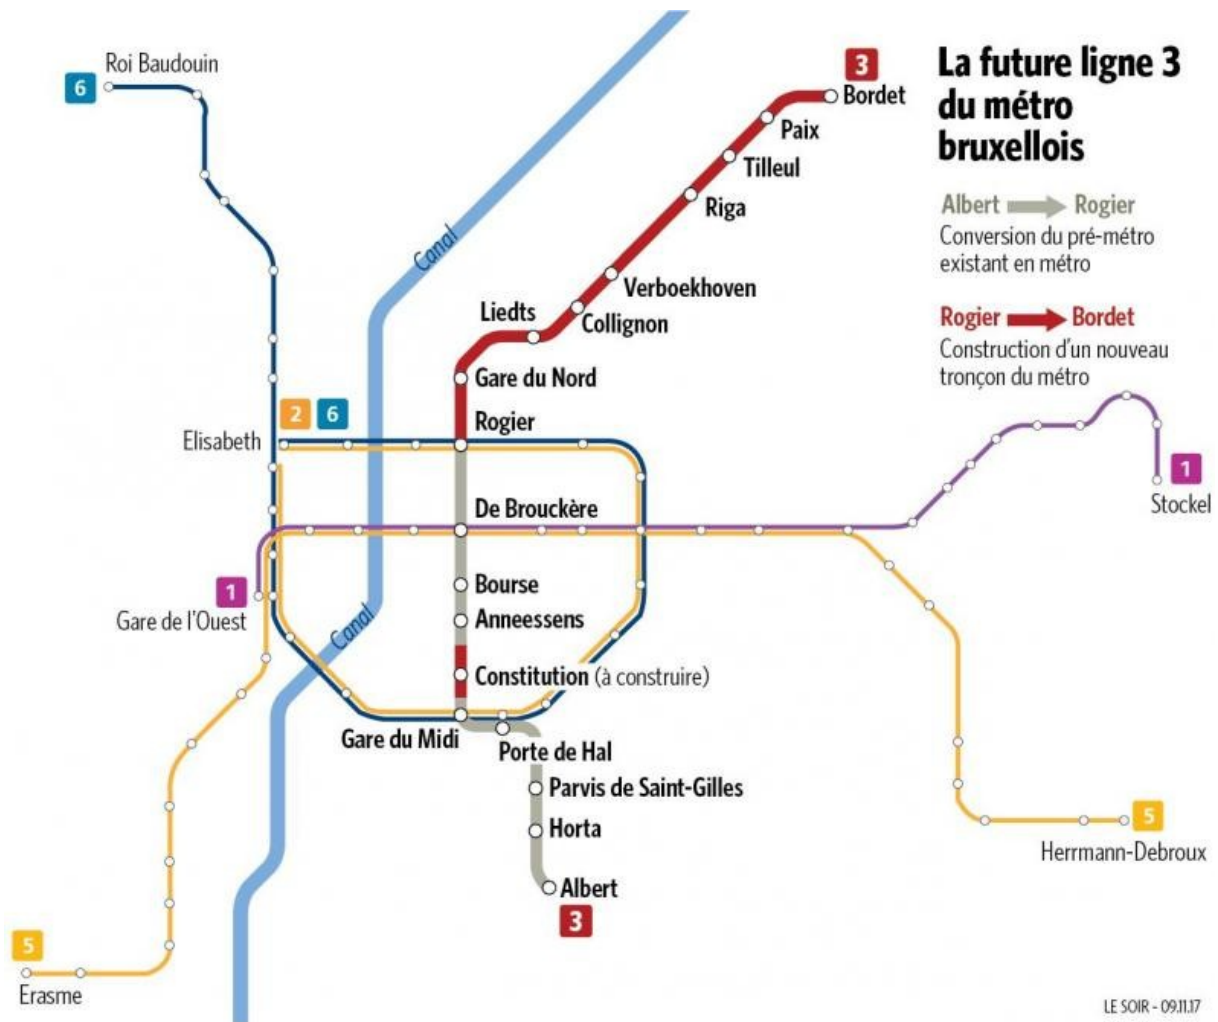 La future ligne 3
du métro
bruxellois
Albert Rogier
Conversion du pré-métro
existant en métro
Rogier Bordet
Construction d'un nouveau
tronçon du métro
Roi Baudouin
6
3
Bordet
Paix
Tilleul
Riga
Canal
Verboekhoven
Liedts
Collignon
Gare du Nord
2 6
Rogier
Elisabeth
1
Stockel
De Brouckère
1
Gare de l'Ouest
Bourse
Anneessens
Canal
Constitution (à construire)
Gare du Midi
Porte de Hal
Parvis de Saint-Gilles
Horta
5
Herrmann-Debroux
Albert
3
5
Erasme
LE SOIR - 09.11.17